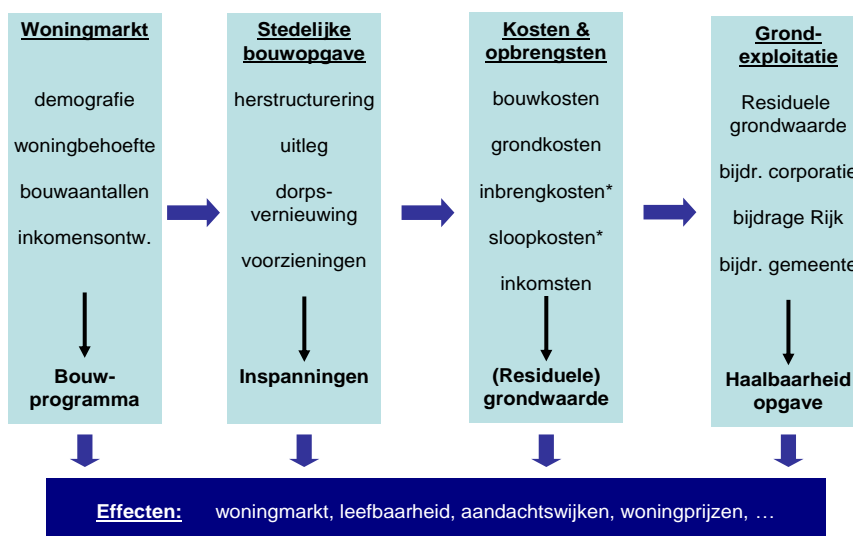 Woningmarkt
demografie
woningbehoefte
bouwaantallen
inkomensontw.
Bouw-
programma
Stedelijke
bouwopgave
herstructurering
uitleg
dorps-
vernieuwing
voorzieningen
Inspanningen
Kosten &
opbrengsten
bouwkosten
grondkosten
inbrengkosten*
sloopkosten*
inkomsten
(Residuele)
grondwaarde
Grond-
exploitatie
Residuele
grondwaarde
bijdr. corporatie
bijdrage Rijk
bijdr. gemeente
Haalbaarheid
opgave
Effecten: woningmarkt, leefbaarheid, aandachtswijken, woningprijzen, …